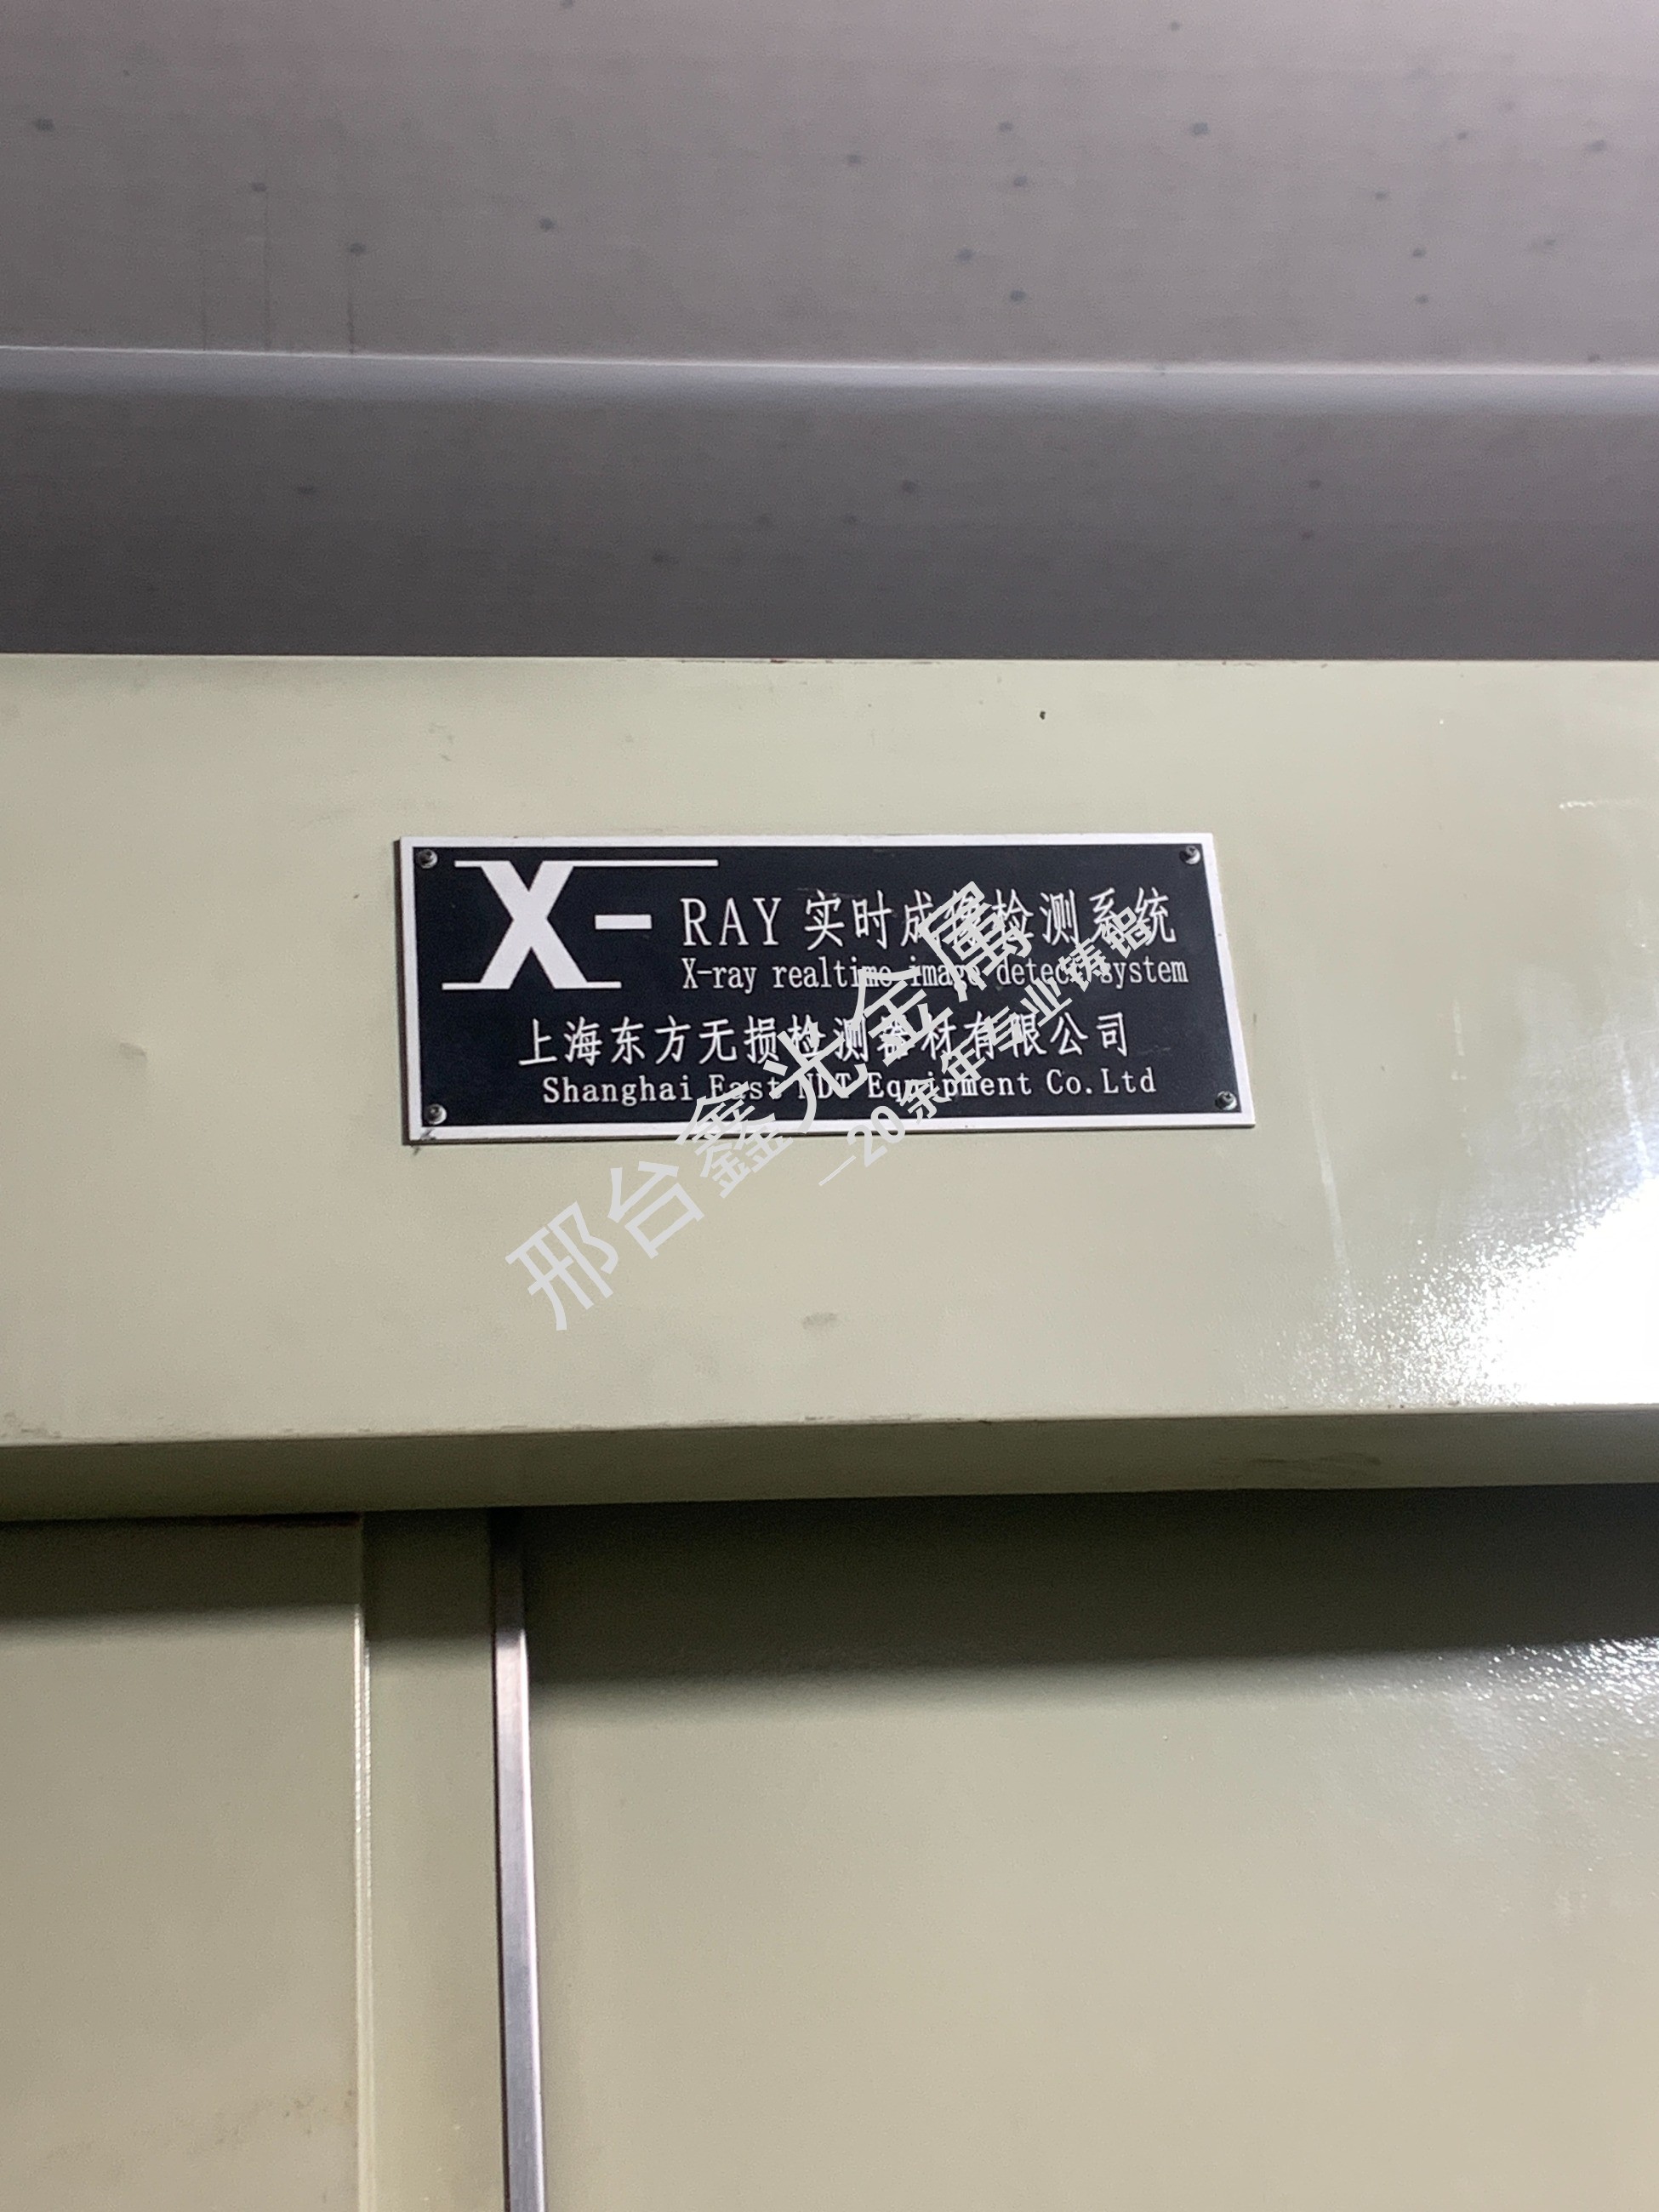 X-RAY 实时成像检测系统
X-ray realtime image detect system
上海东方无损检测器材有限公司
Shanghai East NDT Equipment Co.Ltd
邢台鑫光金属
—20余年专业铸铝